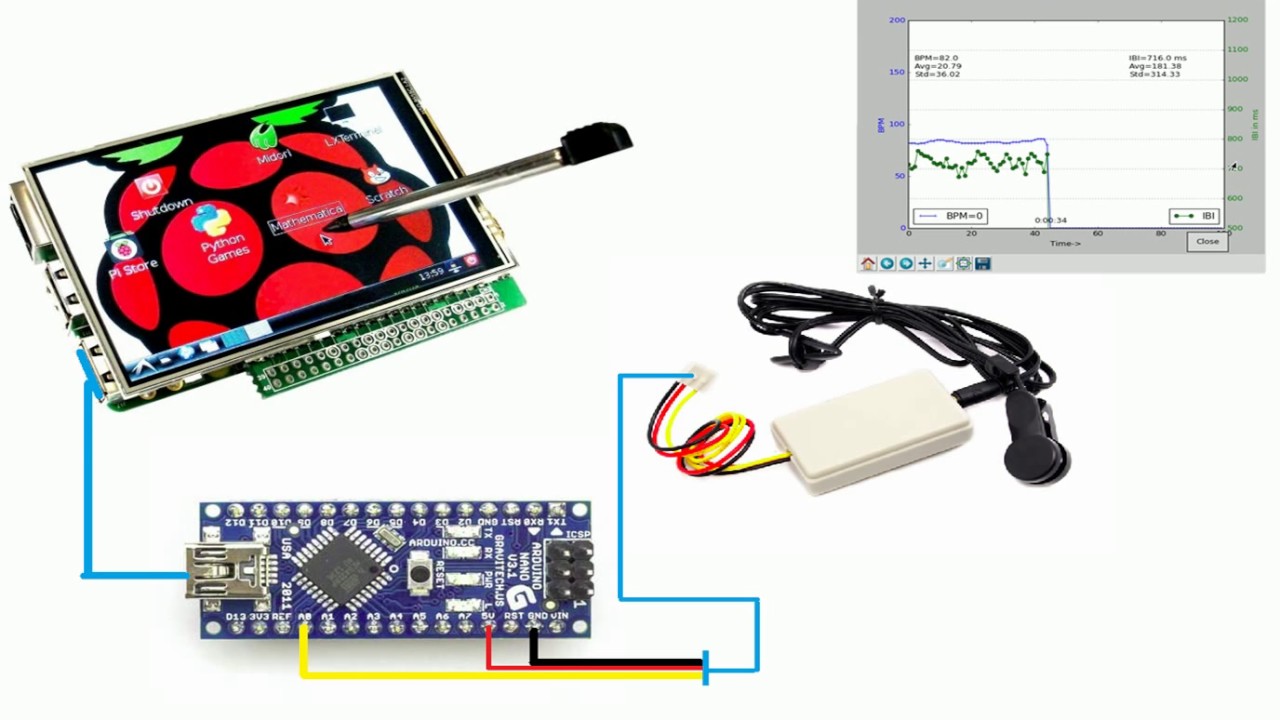 LXTerminal
Midori
Scratch
Shutdown
Mathematica
Python
Games
Pi Store
13:59
200
150
100
50
0
BPM
BPM=82.0
Avg=20.79
Std=36.02
IBI=716.0 ms
Avg=181.38
Std=314.33
1200
1100
1000
900
800
600
500
IBI in ms
BPM=0
0:00:34
IBI
0
20
40
60
80
Time->
Close
D12 D11 D10 D9 D8 D7 D6 D5 D4 D3 D2 GND RST RX0 TX1
USA
2011
ARDUINO.CC
TX
RX
PWR
L
RESET
GRAVITECH.US
ARDUINO
NANO
V3.1
G
ICSP
1
D13 3V3 REF A0 A1 A2 A3 A4 A5 A6 A7 5V RST GND VIN